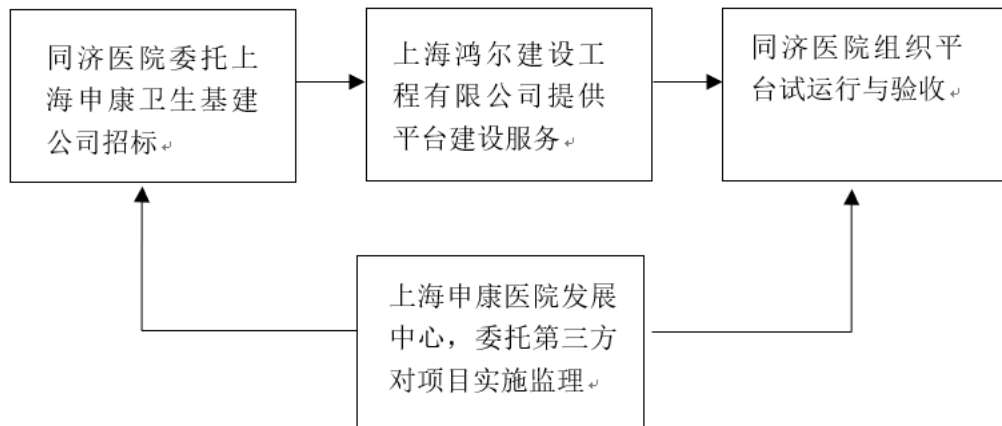 同济医院委托上
海申康卫生基建
公司招标
上海鸿尔建设工
程有限公司提供
平台建设服务
同济医院组织平
台试运行与验收
上海申康医院发展
中心，委托第三方
对项目实施监理